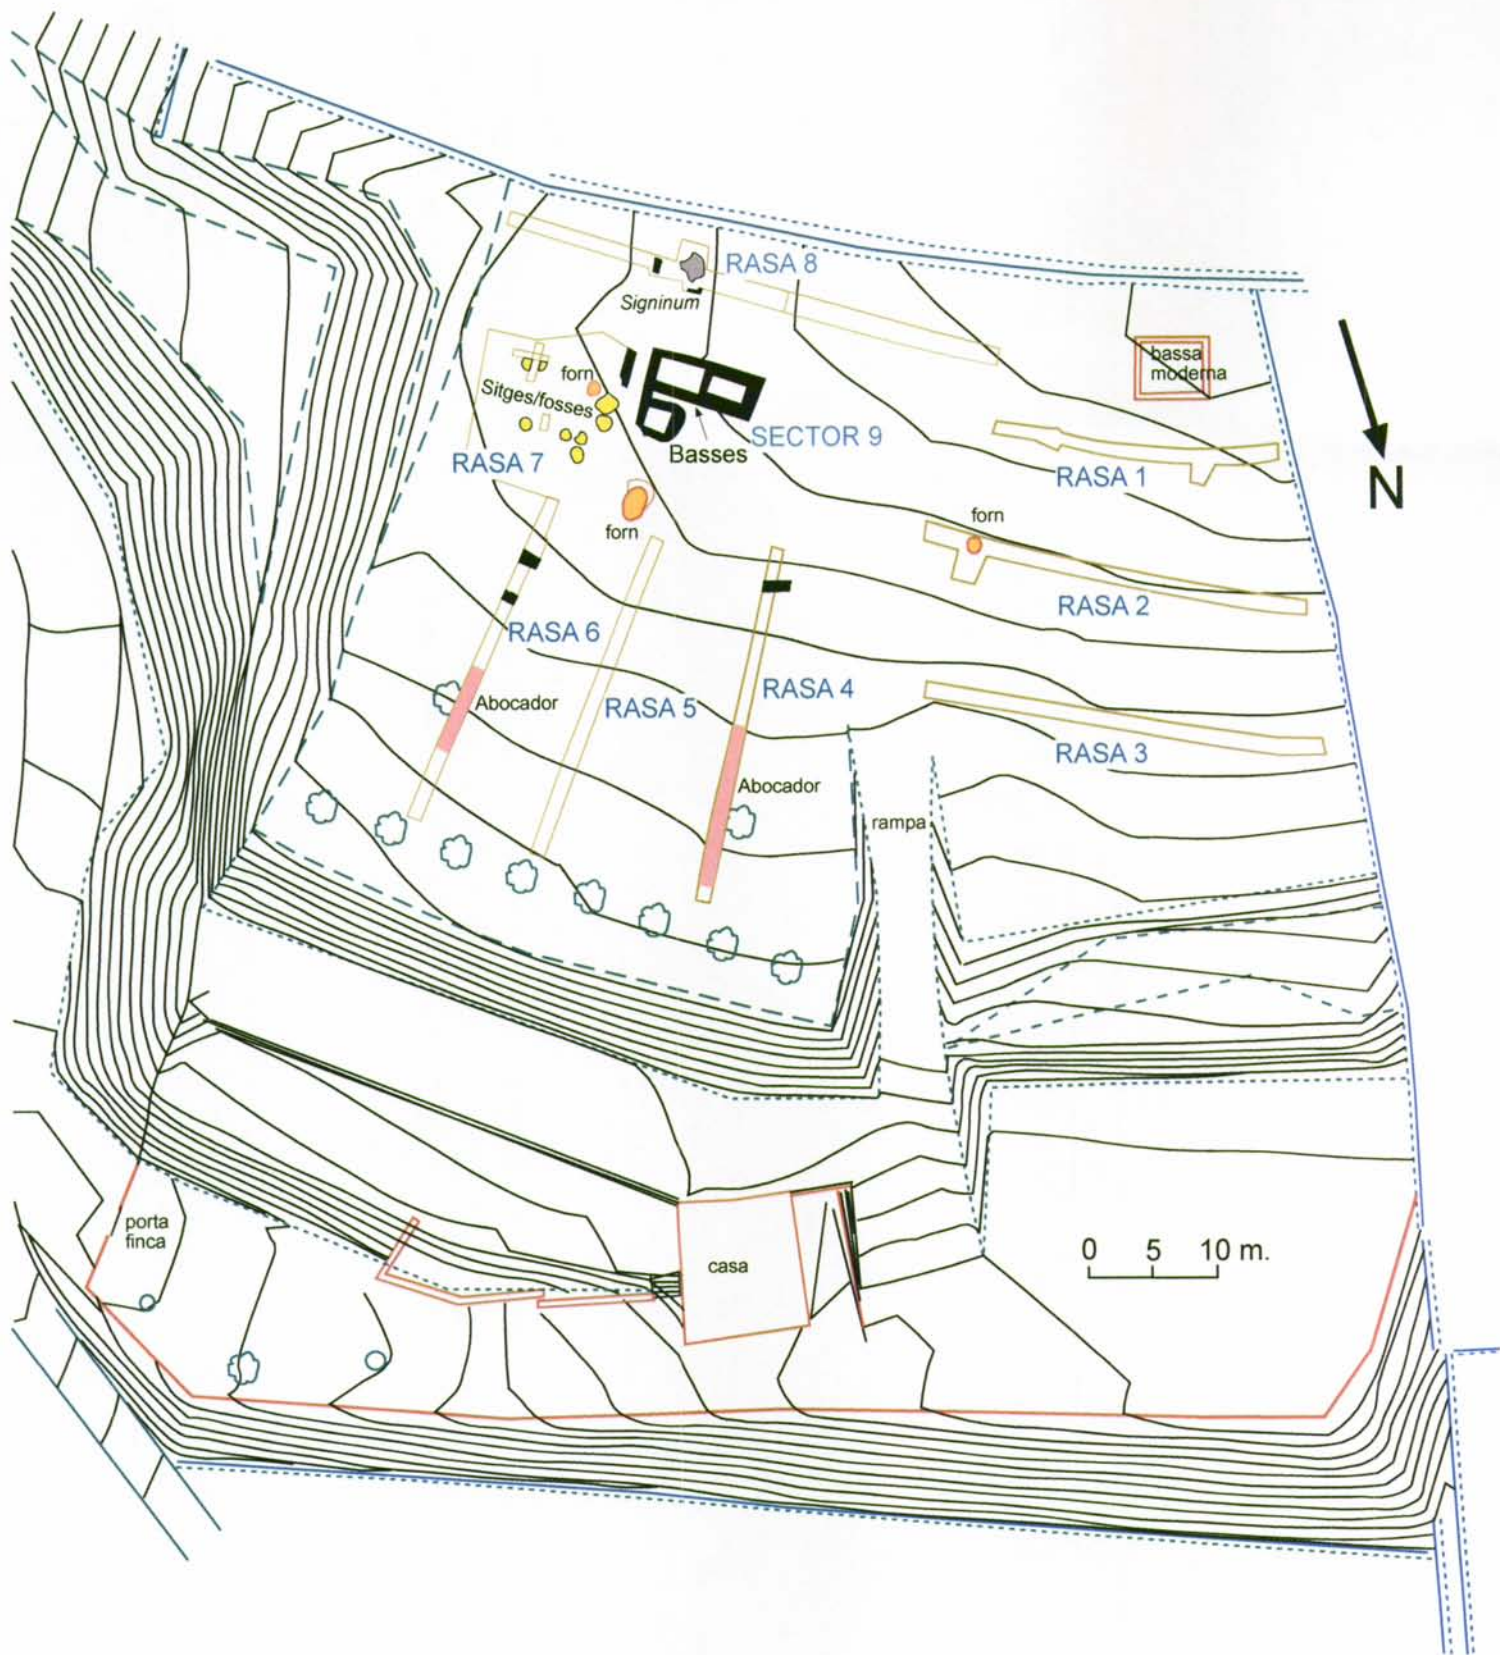 RASA 8
Signinum
bassa
moderna
forn
Sitges/fosses
SECTOR 9
Basses
RASA 7
RASA 1
N
forn
forn
RASA 2
RASA 6
RASA 4
Abocador
RASA 5
RASA 3
Abocador
rampa
porta
finca
casa
0 5 10 m.